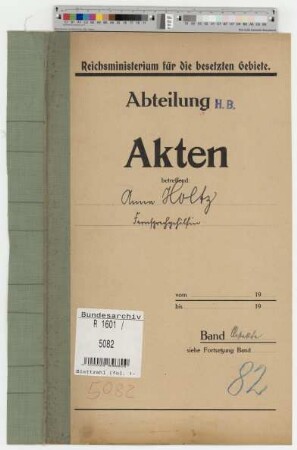 Reichsministerium für die besetzten Gebiete.
Abteilung H.B.
Akten
betreffend
Anna Holtz
Fernsprechgehilfin
vom 19
bis 19
Band
siehe Fortsetzung Band
82
Bundesarchiv
R 1601 /
5082
5082